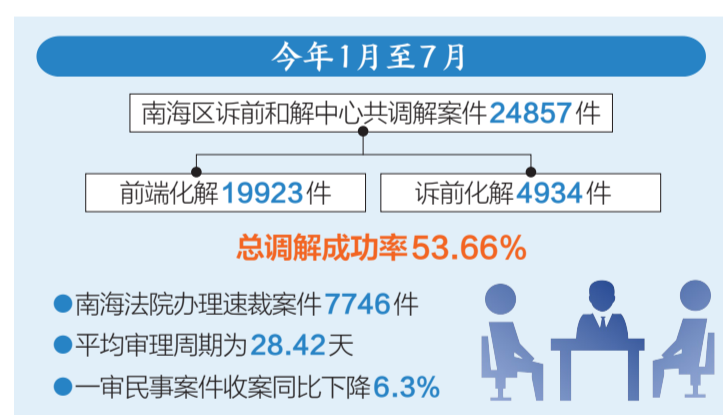 今年1月至7月
南海区诉前和解中心共调解案件24857件
前端化解19923件
诉前化解4934件
总调解成功率53.66%
●南海法院办理速裁案件7746件
●平均审理周期为28.42天
●一审民事案件收案同比下降6.3%